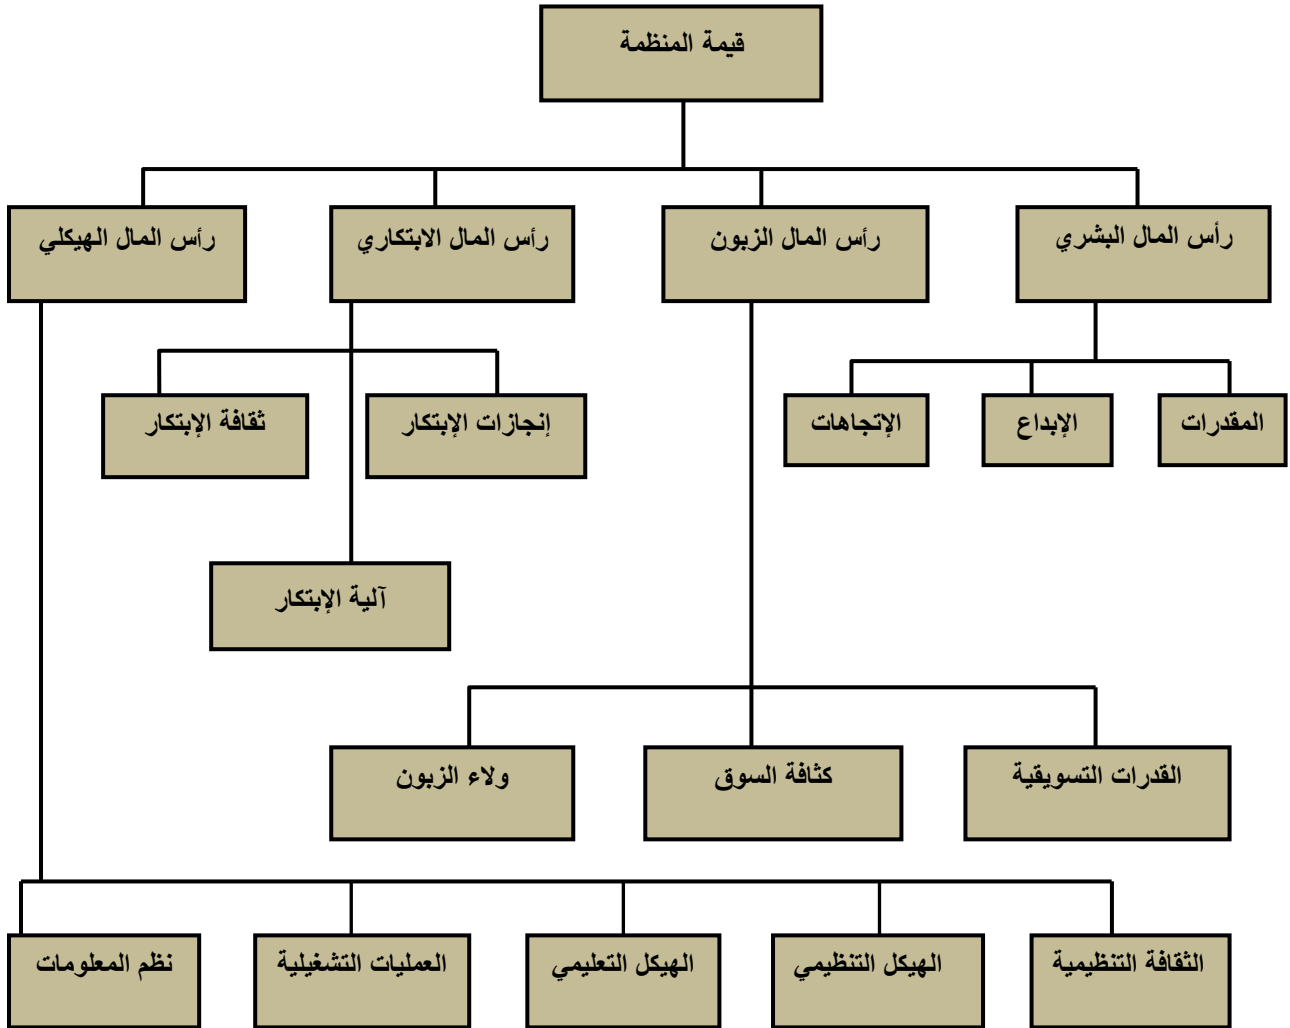 قيمة المنظمة
رأس المال البشري
رأس المال الزبون
رأس المال الابتكاري
رأس المال الهيكلي
المقدرات
الإبداع
الإتجاهات
إنجازات الإبتكار
ثقافة الإبتكار
آلية الإبتكار
القدرات التسويقية
كثافة السوق
ولاء الزبون
الثقافة التنظيمية
الهيكل التنظيمي
الهيكل التعليمي
العمليات التشغيلية
نظم المعلومات